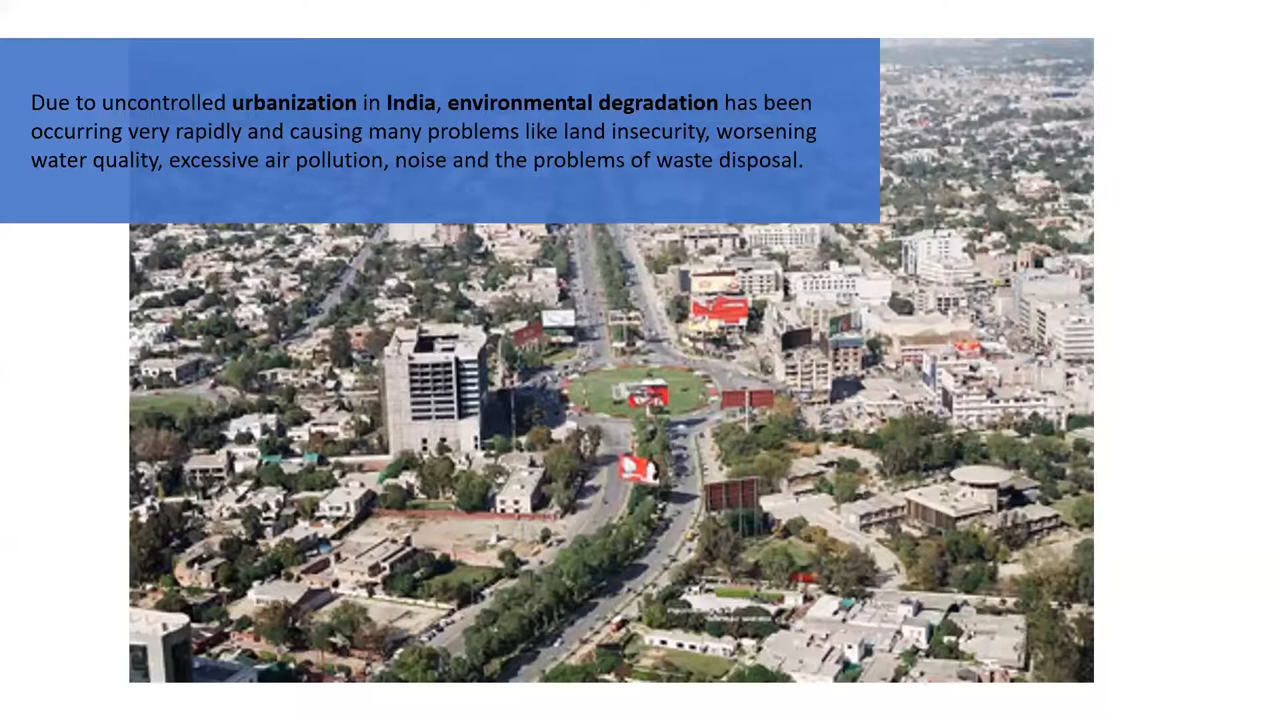 Due to uncontrolled urbanization in India, environmental degradation has been
occurring very rapidly and causing many problems like land insecurity, worsening
water quality, excessive air pollution, noise and the problems of waste disposal.